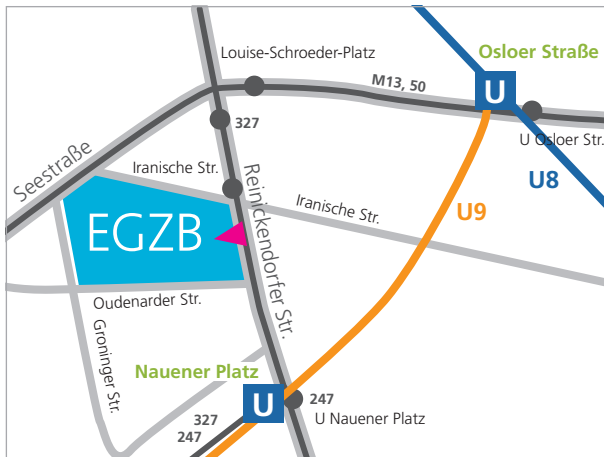 Osloer Straße
Louise-Schroeder-Platz
M13, 50
U
327
U Osloer Str.
Seestraße
Iranische Str.
U8
Iranische Str.
U9
EGZB
Reinickendorfer Str.
Oudenarder Str.
Groninger Str.
Nauener Platz
247
U
U Nauener Platz
327
247